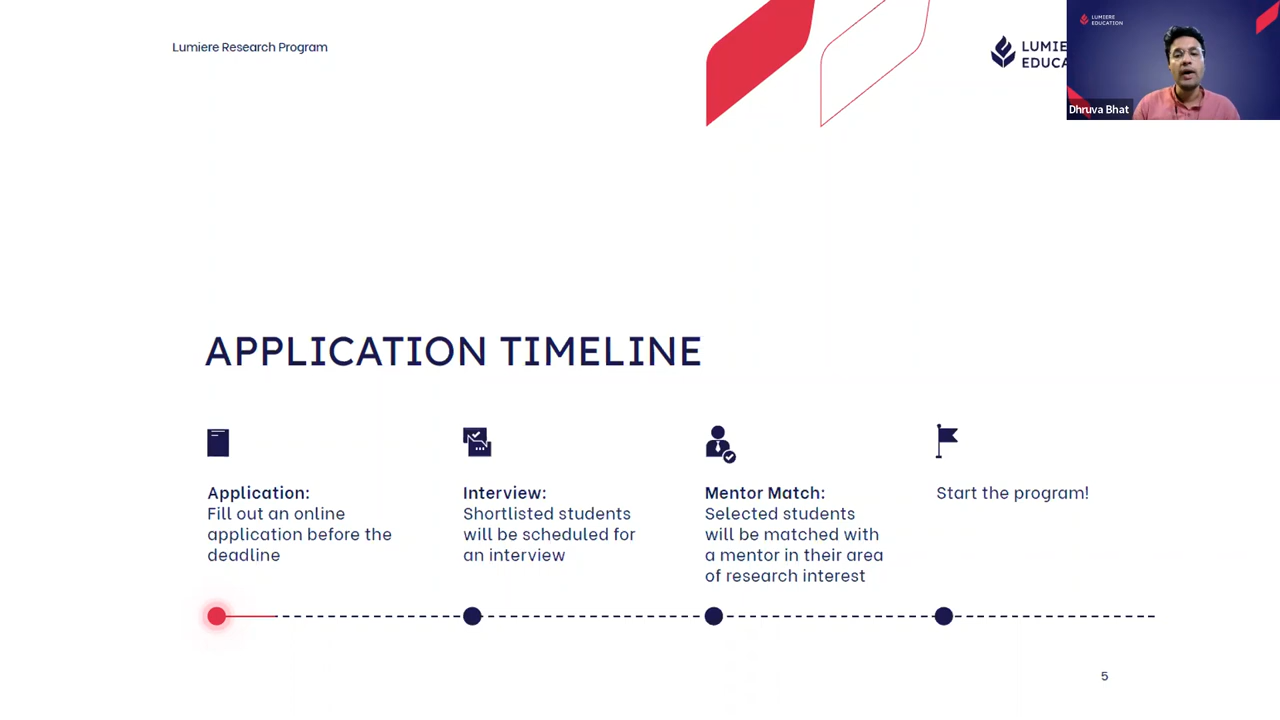 Lumiere Research Program
LUMIE
EDUCA
LUMIERE
EDUCATION
Dhruva Bhat
APPLICATION TIMELINE
Application:
Fill out an online
application before the
deadline
Interview:
Shortlisted students
will be scheduled for
an interview
Mentor Match:
Selected students
will be matched with
a mentor in their area
of research interest
Start the program!
5